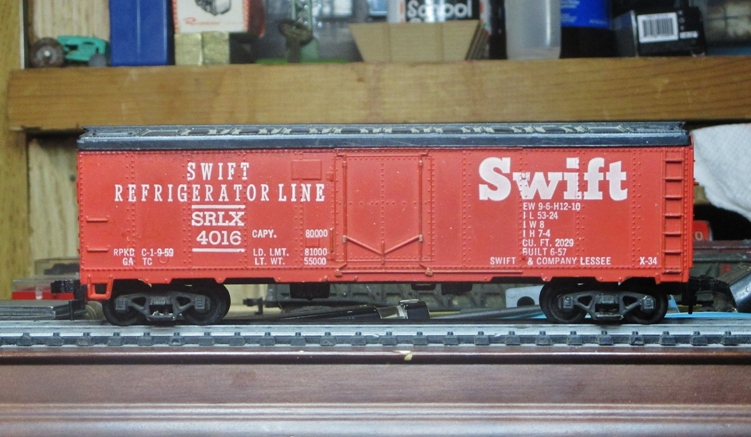 School
SWIFT
REFRIGERATOR LINE
SRLX
4016
CAPY. 80000
RPKD C-1-9-59 LD. LMT. 81000
GA TC LT. WT. 55000
Swift
EW 9-6-H12-10
I L 53-24
I W 8
I H 7-4
CU. FT. 2029
BUILT 6-57
SWIFT & COMPANY LESSEE X-34